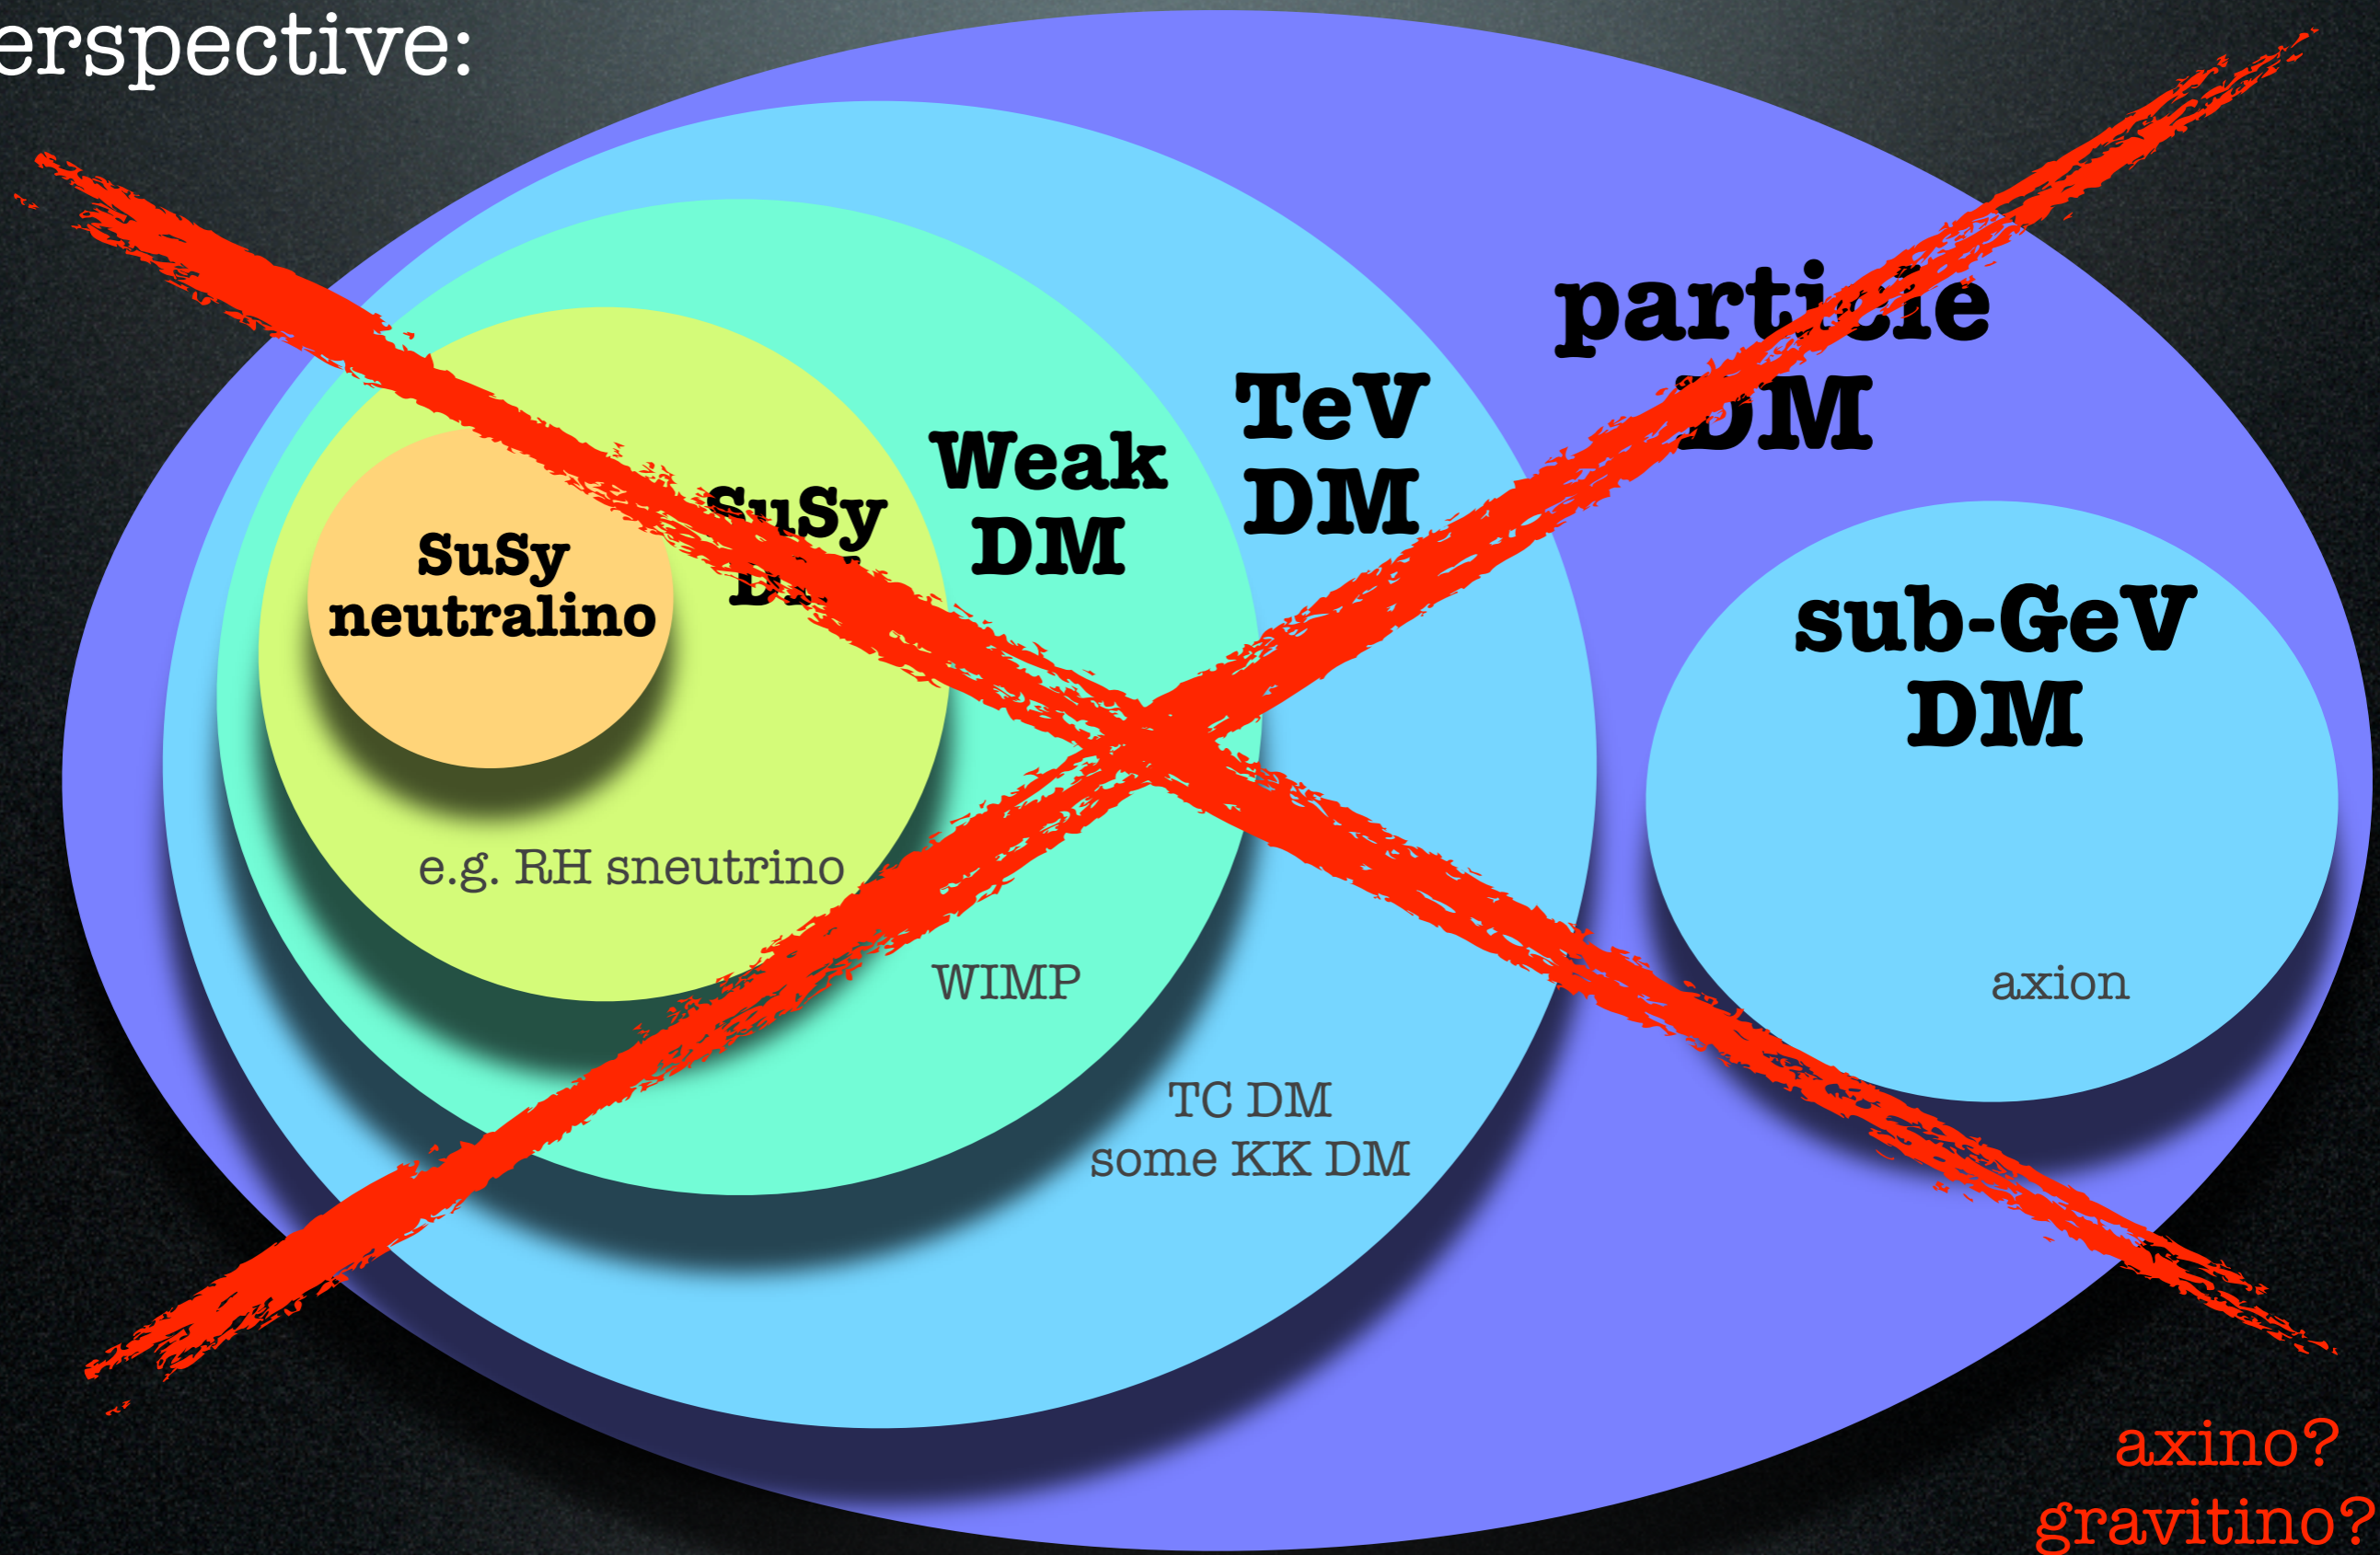 erspective:
particle
DM
TeV
DM
Weak
DM
SuSy
DM
SuSy
neutralino
sub-GeV
DM
e.g. RH sneutrino
WIMP
axion
TC DM
some KK DM
axino?
gravitino?